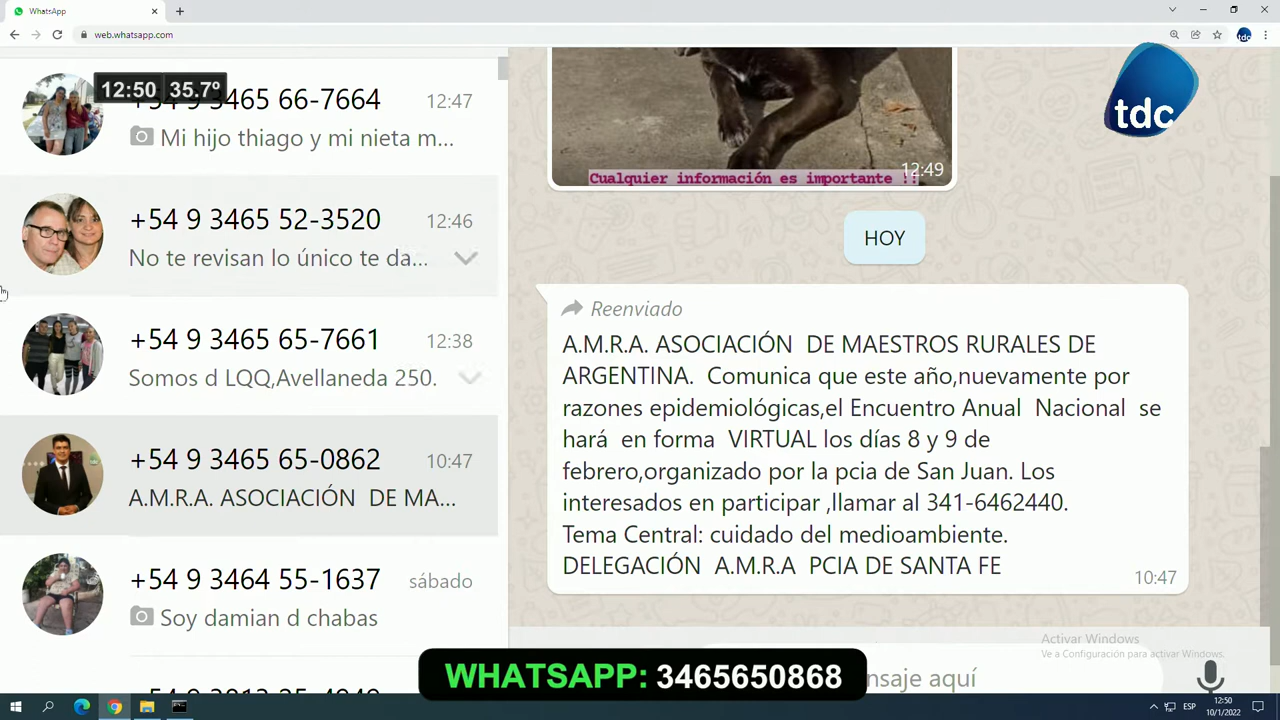 WhatsApp
web.whatsapp.com
12:50 35.7º
+54 9 3465 66-7664 12:47
Mi hijo thiago y mi nieta m...
+54 9 3465 52-3520 12:46
No te revisan lo único te da...
+54 9 3465 65-7661 12:38
Somos d LQQ,Avellaneda 250.
+54 9 3465 65-0862 10:47
A.M.R.A. ASOCIACIÓN DE MA...
+54 9 3464 55-1637 sábado
Soy damian d chabas
tdc
12:49
Cualquier información es importante !!
HOY
Reenviado
A.M.R.A. ASOCIACIÓN DE MAESTROS RURALES DE
ARGENTINA. Comunica que este año,nuevamente por
razones epidemiológicas,el Encuentro Anual Nacional se
hará en forma VIRTUAL los días 8 y 9 de
febrero,organizado por la pcia de San Juan. Los
interesados en participar ,llamar al 341-6462440.
Tema Central: cuidado del medioambiente.
DELEGACIÓN A.M.R.A PCIA DE SANTA FE
10:47
Activar Windows
Ve a Configuración para activar Windows.
nsaje aquí
WHATSAPP: 3465650868
ESP
12:50
10/1/2022